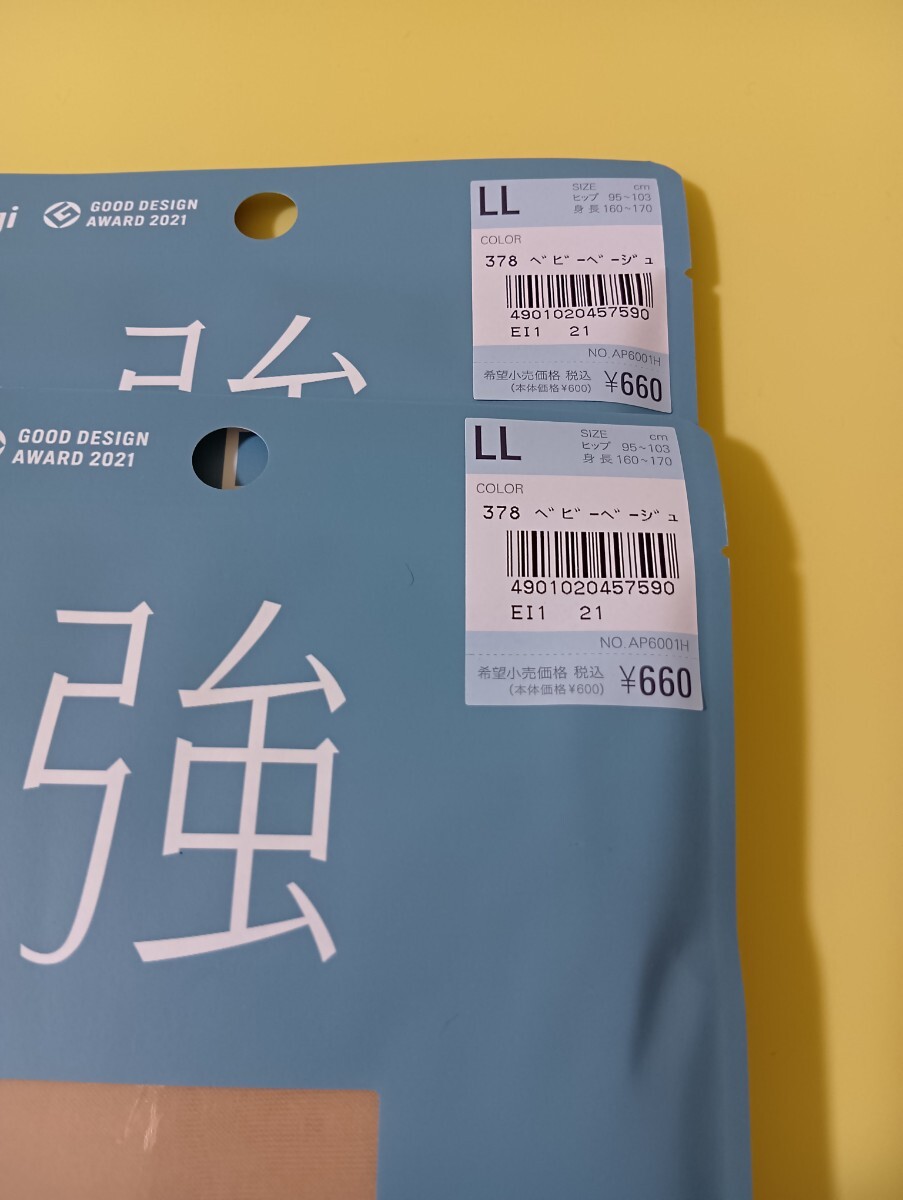 gi
GOOD DESIGN
AWARD 2021
LL
SIZE cm
ヒップ 95~103
身長 160~170
COLOR
378 ﾍﾞﾋﾞｰﾍﾞｰｼﾞｭ
4901020457590
EI1 21
NO.AP6001H
希望小売価格 税込
(本体価格¥600) ¥660
GOOD DESIGN
AWARD 2021
LL
SIZE cm
ヒップ 95~103
身長 160~170
COLOR
378 ﾍﾞﾋﾞｰﾍﾞｰｼﾞｭ
4901020457590
EI1 21
NO.AP6001H
希望小売価格 税込
(本体価格¥600) ¥660
強